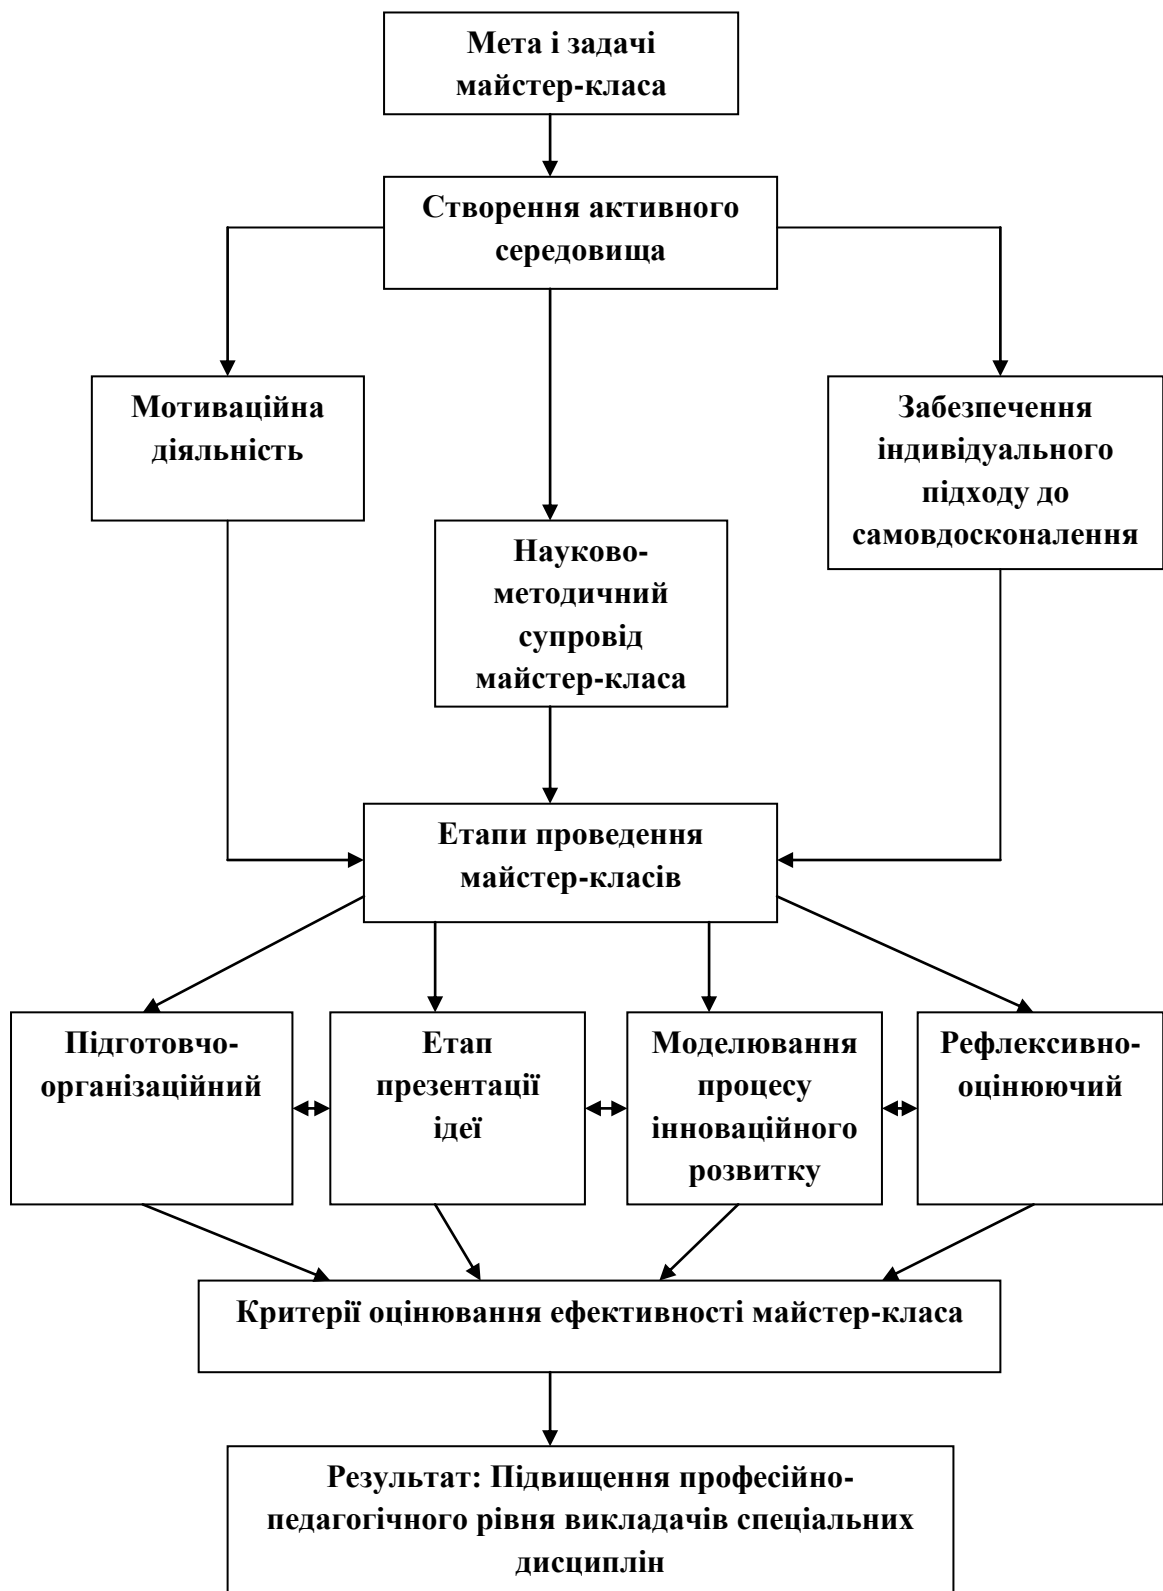 Мета і задачі
майстер-класа
Створення активного
середовища
Мотиваційна
діяльність
Забезпечення
індивідуального
підходу до
самовдосконалення
Науково-
методичний
супровід
майстер-класа
Етапи проведення
майстер-класів
Підготовчо-
організаційний
Етап
презентації
ідеї
Моделювання
процесу
інноваційного
розвитку
Рефлексивно-
оцінюючий
Критерії оцінювання ефективності майстер-класа
Результат: Підвищення професійно-
педагогічного рівня викладачів спеціальних
дисциплін